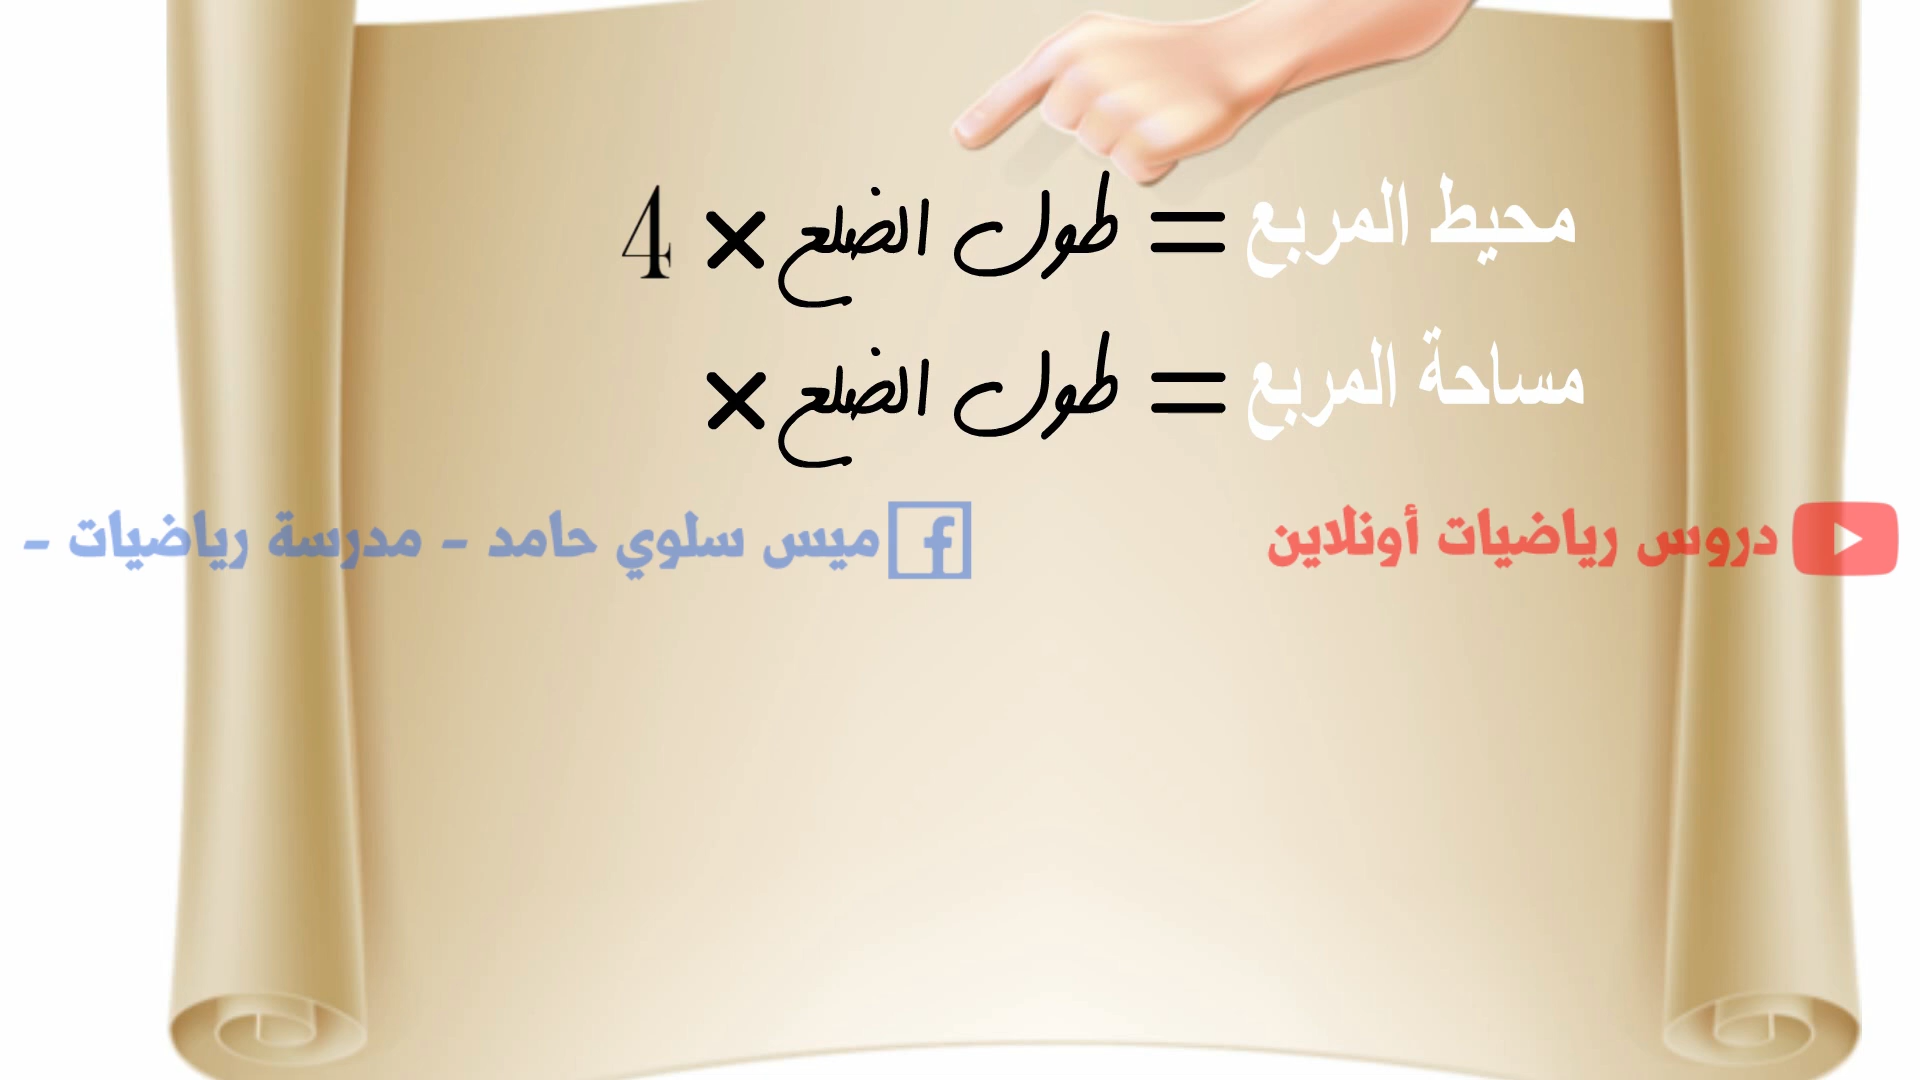 محيط المربع = طول الضلع × 4
مساحة المربع = طول الضلع ×
دروس رياضيات أونلاين
ميس سلوي حامد - مدرسة رياضيات -